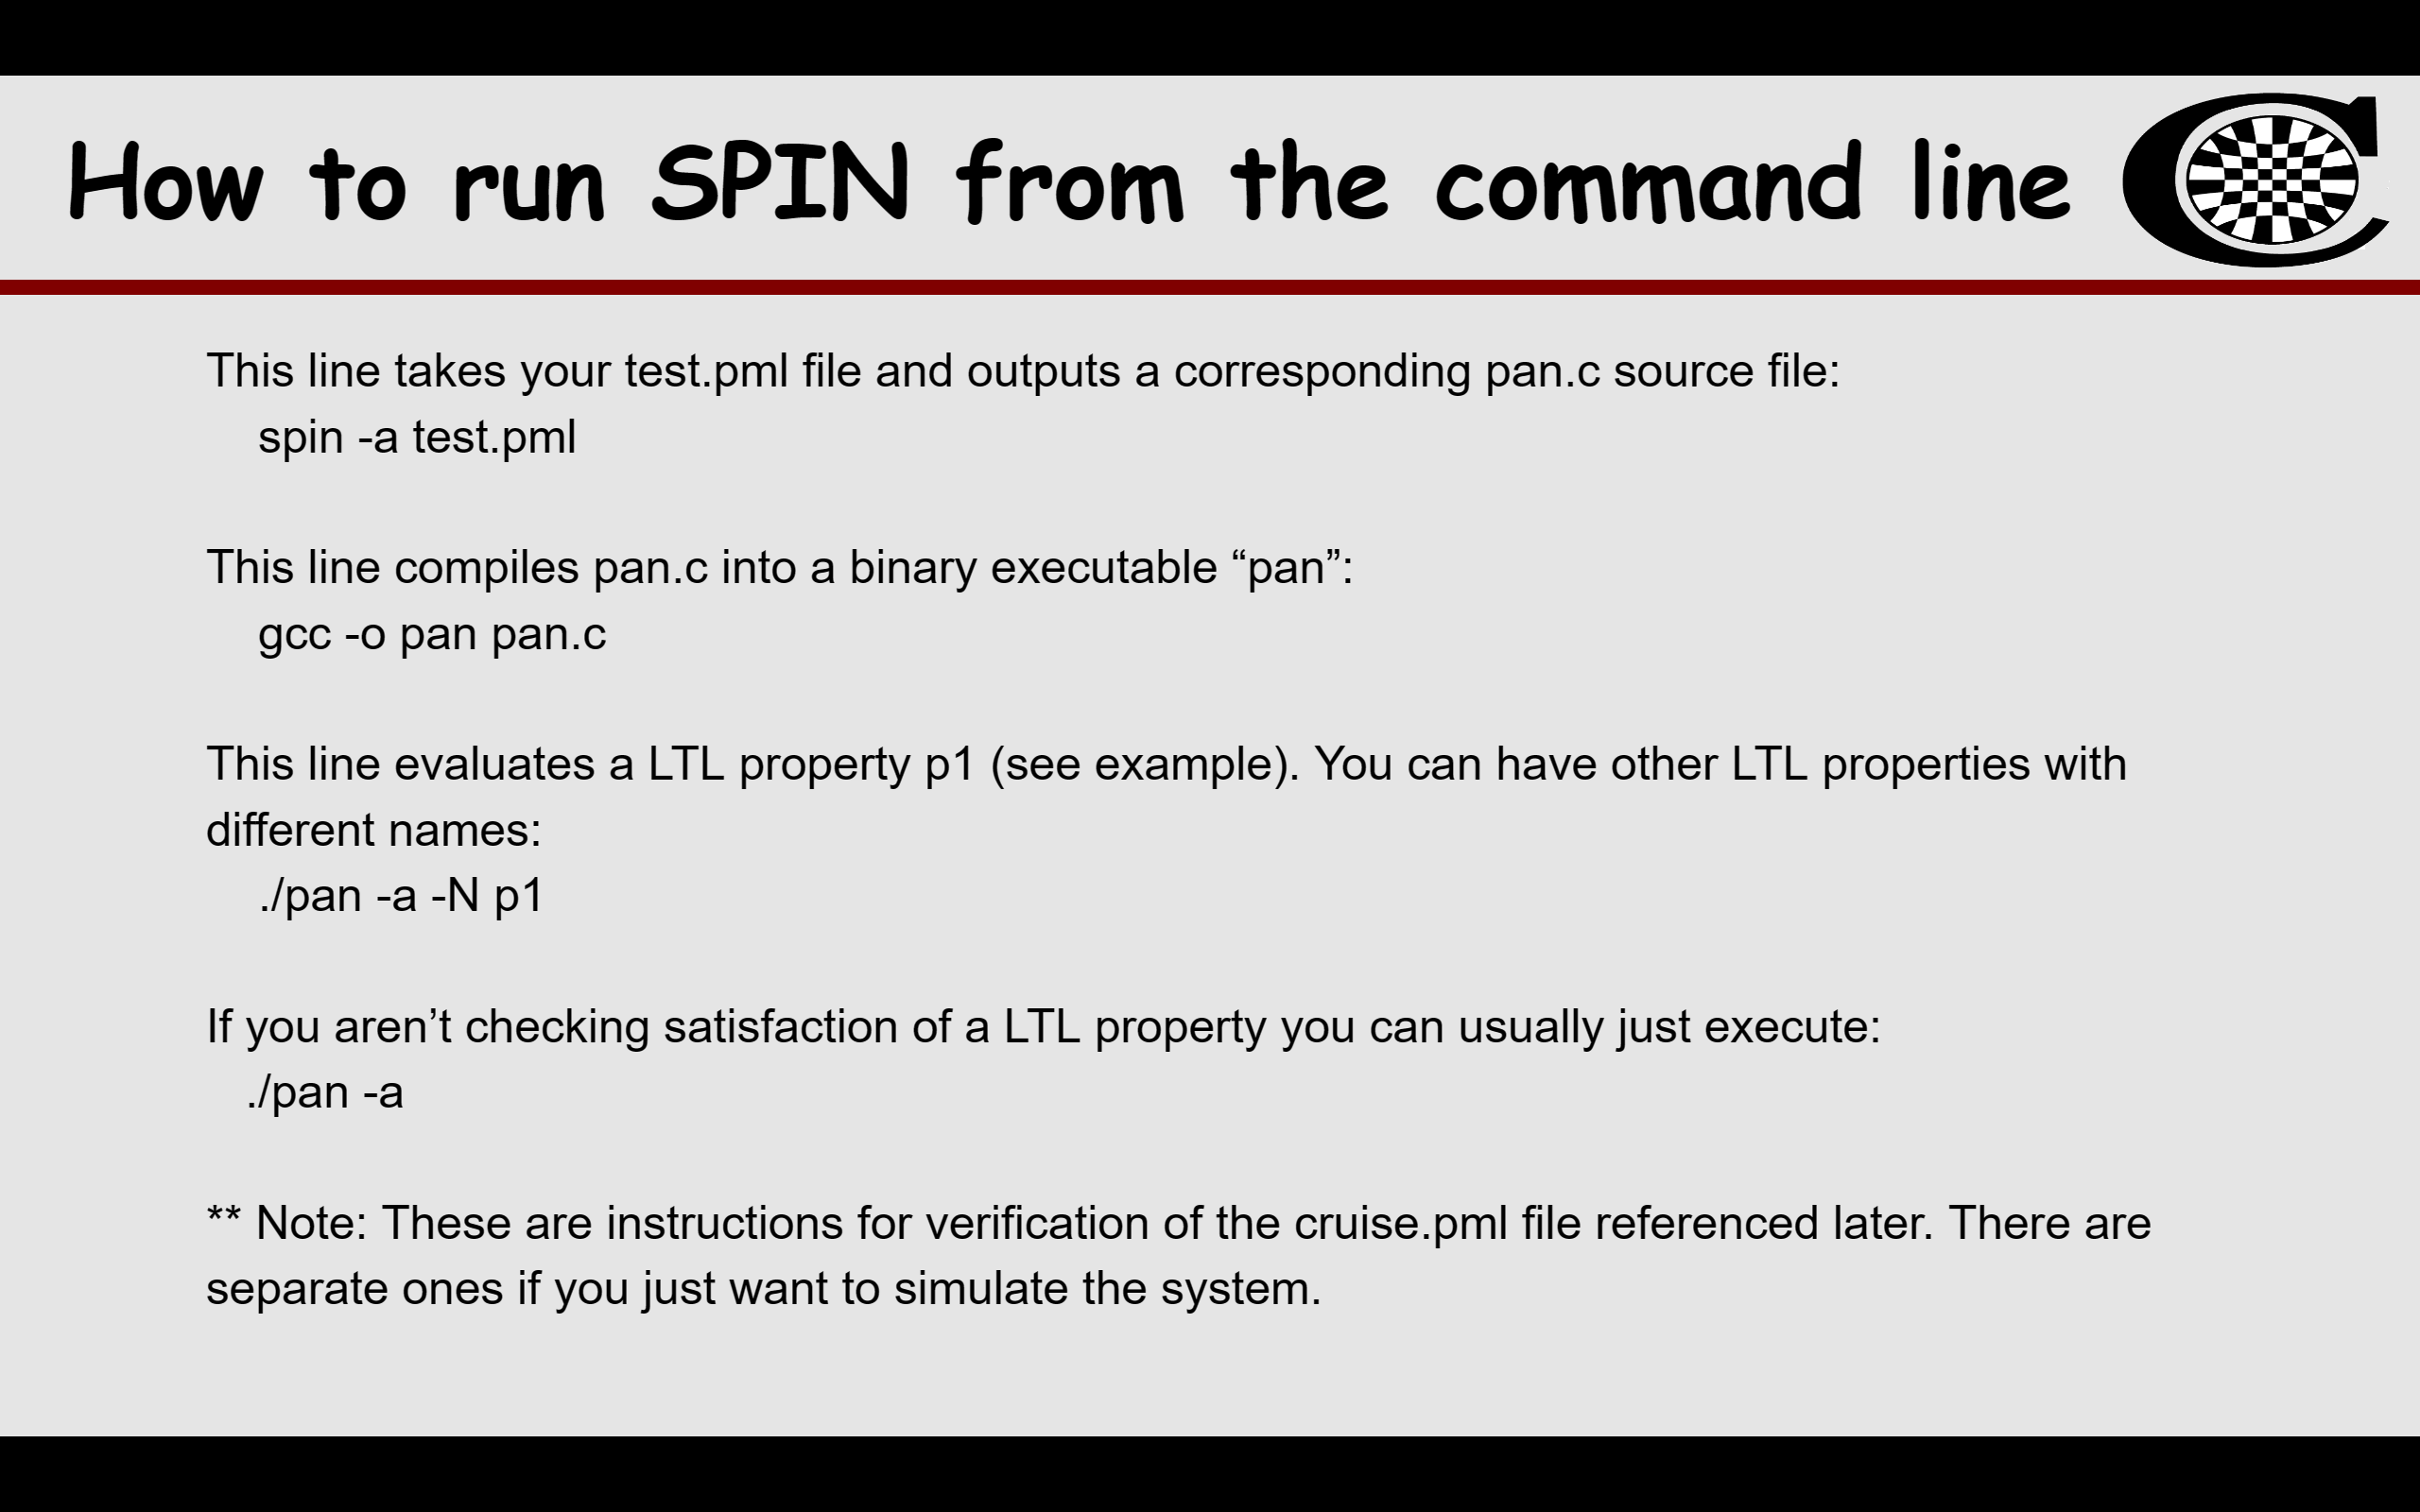 How to run SPIN from the command line
This line takes your test.pml file and outputs a corresponding pan.c source file:
spin -a test.pml
This line compiles pan.c into a binary executable “pan”:
gcc -o pan pan.c
This line evaluates a LTL property p1 (see example). You can have other LTL properties with
different names:
./pan -a -N p1
If you aren’t checking satisfaction of a LTL property you can usually just execute:
./pan -a
** Note: These are instructions for verification of the cruise.pml file referenced later. There are
separate ones if you just want to simulate the system.